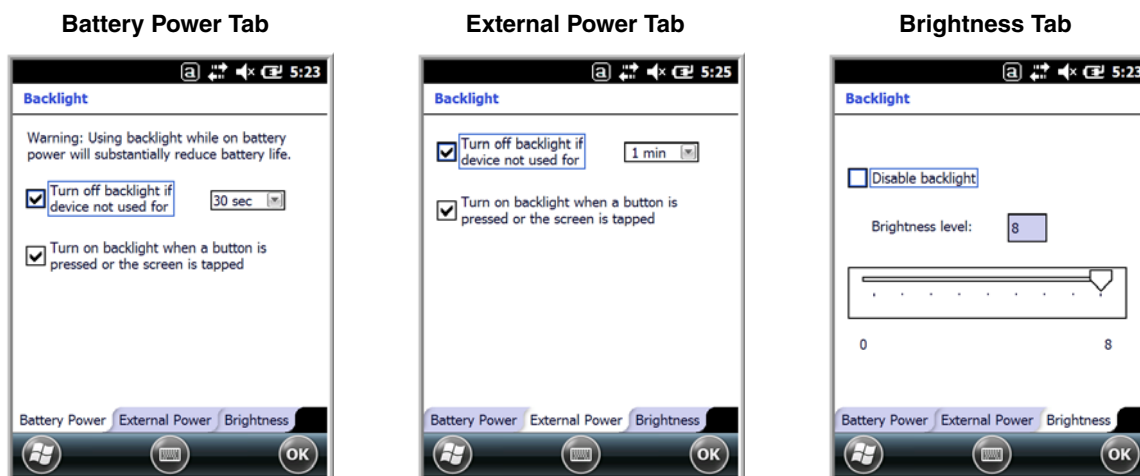 Battery Power Tab
External Power Tab
Brightness Tab
a 5:23
Backlight
Warning: Using backlight while on battery
power will substantially reduce battery life.
Turn off backlight if
device not used for
30 sec
Turn on backlight when a button is
pressed or the screen is tapped
Battery Power External Power Brightness
OK
a 5:25
Backlight
Turn off backlight if
device not used for
1 min
Turn on backlight when a button is
pressed or the screen is tapped
Battery Power External Power Brightness
OK
a 5:23
Backlight
Disable backlight
Brightness level: 8
0 8
Battery Power External Power Brightness
OK